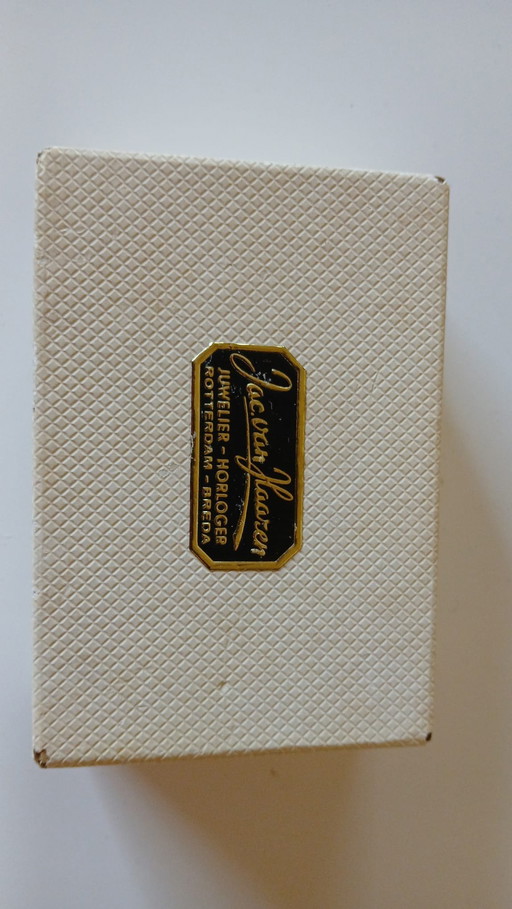 Jac. van Haaren
JUWELIER - HORLOGER
ROTTERDAM - BREDA